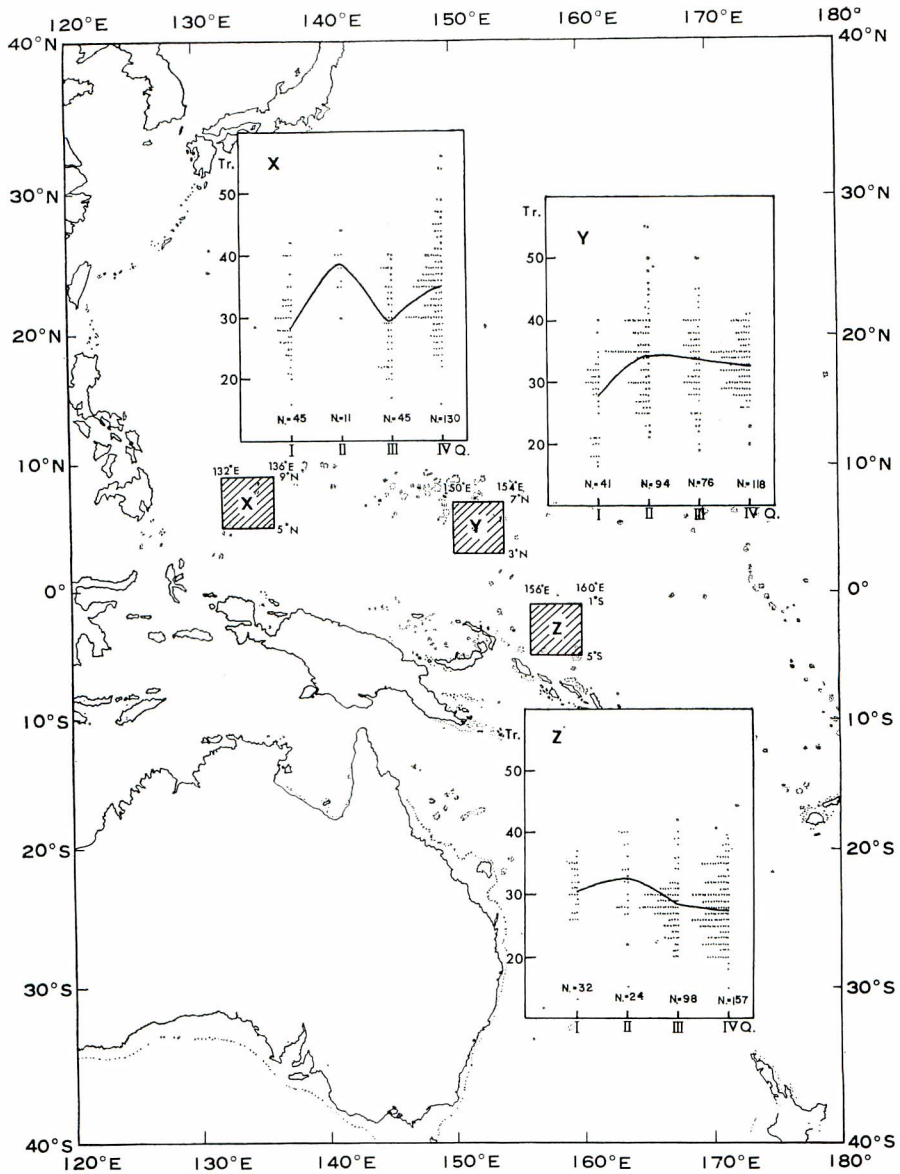 120°E 130°E 140°E 150°E 160°E 170°E 180°
40°N 40°N
30°N 30°N
20°N 20°N
10°N 10°N
0° 0°
10°S 10°S
20°S 20°S
30°S 30°S
40°S 40°S
120°E 130°E 140°E 150°E 160°E 170°E 180°
Tr. X
50
40
30
20
N.=45 N.=11 N.=45 N.=130
I II III IV Q.
Tr. Y
50
40
30
20
N.=41 N.=94 N.=76 N.=118
I II III IV Q.
132°E 136°E
9°N
X
5°N
150°E 154°E
7°N
Y
3°N
156°E 160°E
1°S
Z
5°S
Tr. Z
50
40
30
20
N.=32 N.=24 N.=98 N.=157
I II III IV Q.